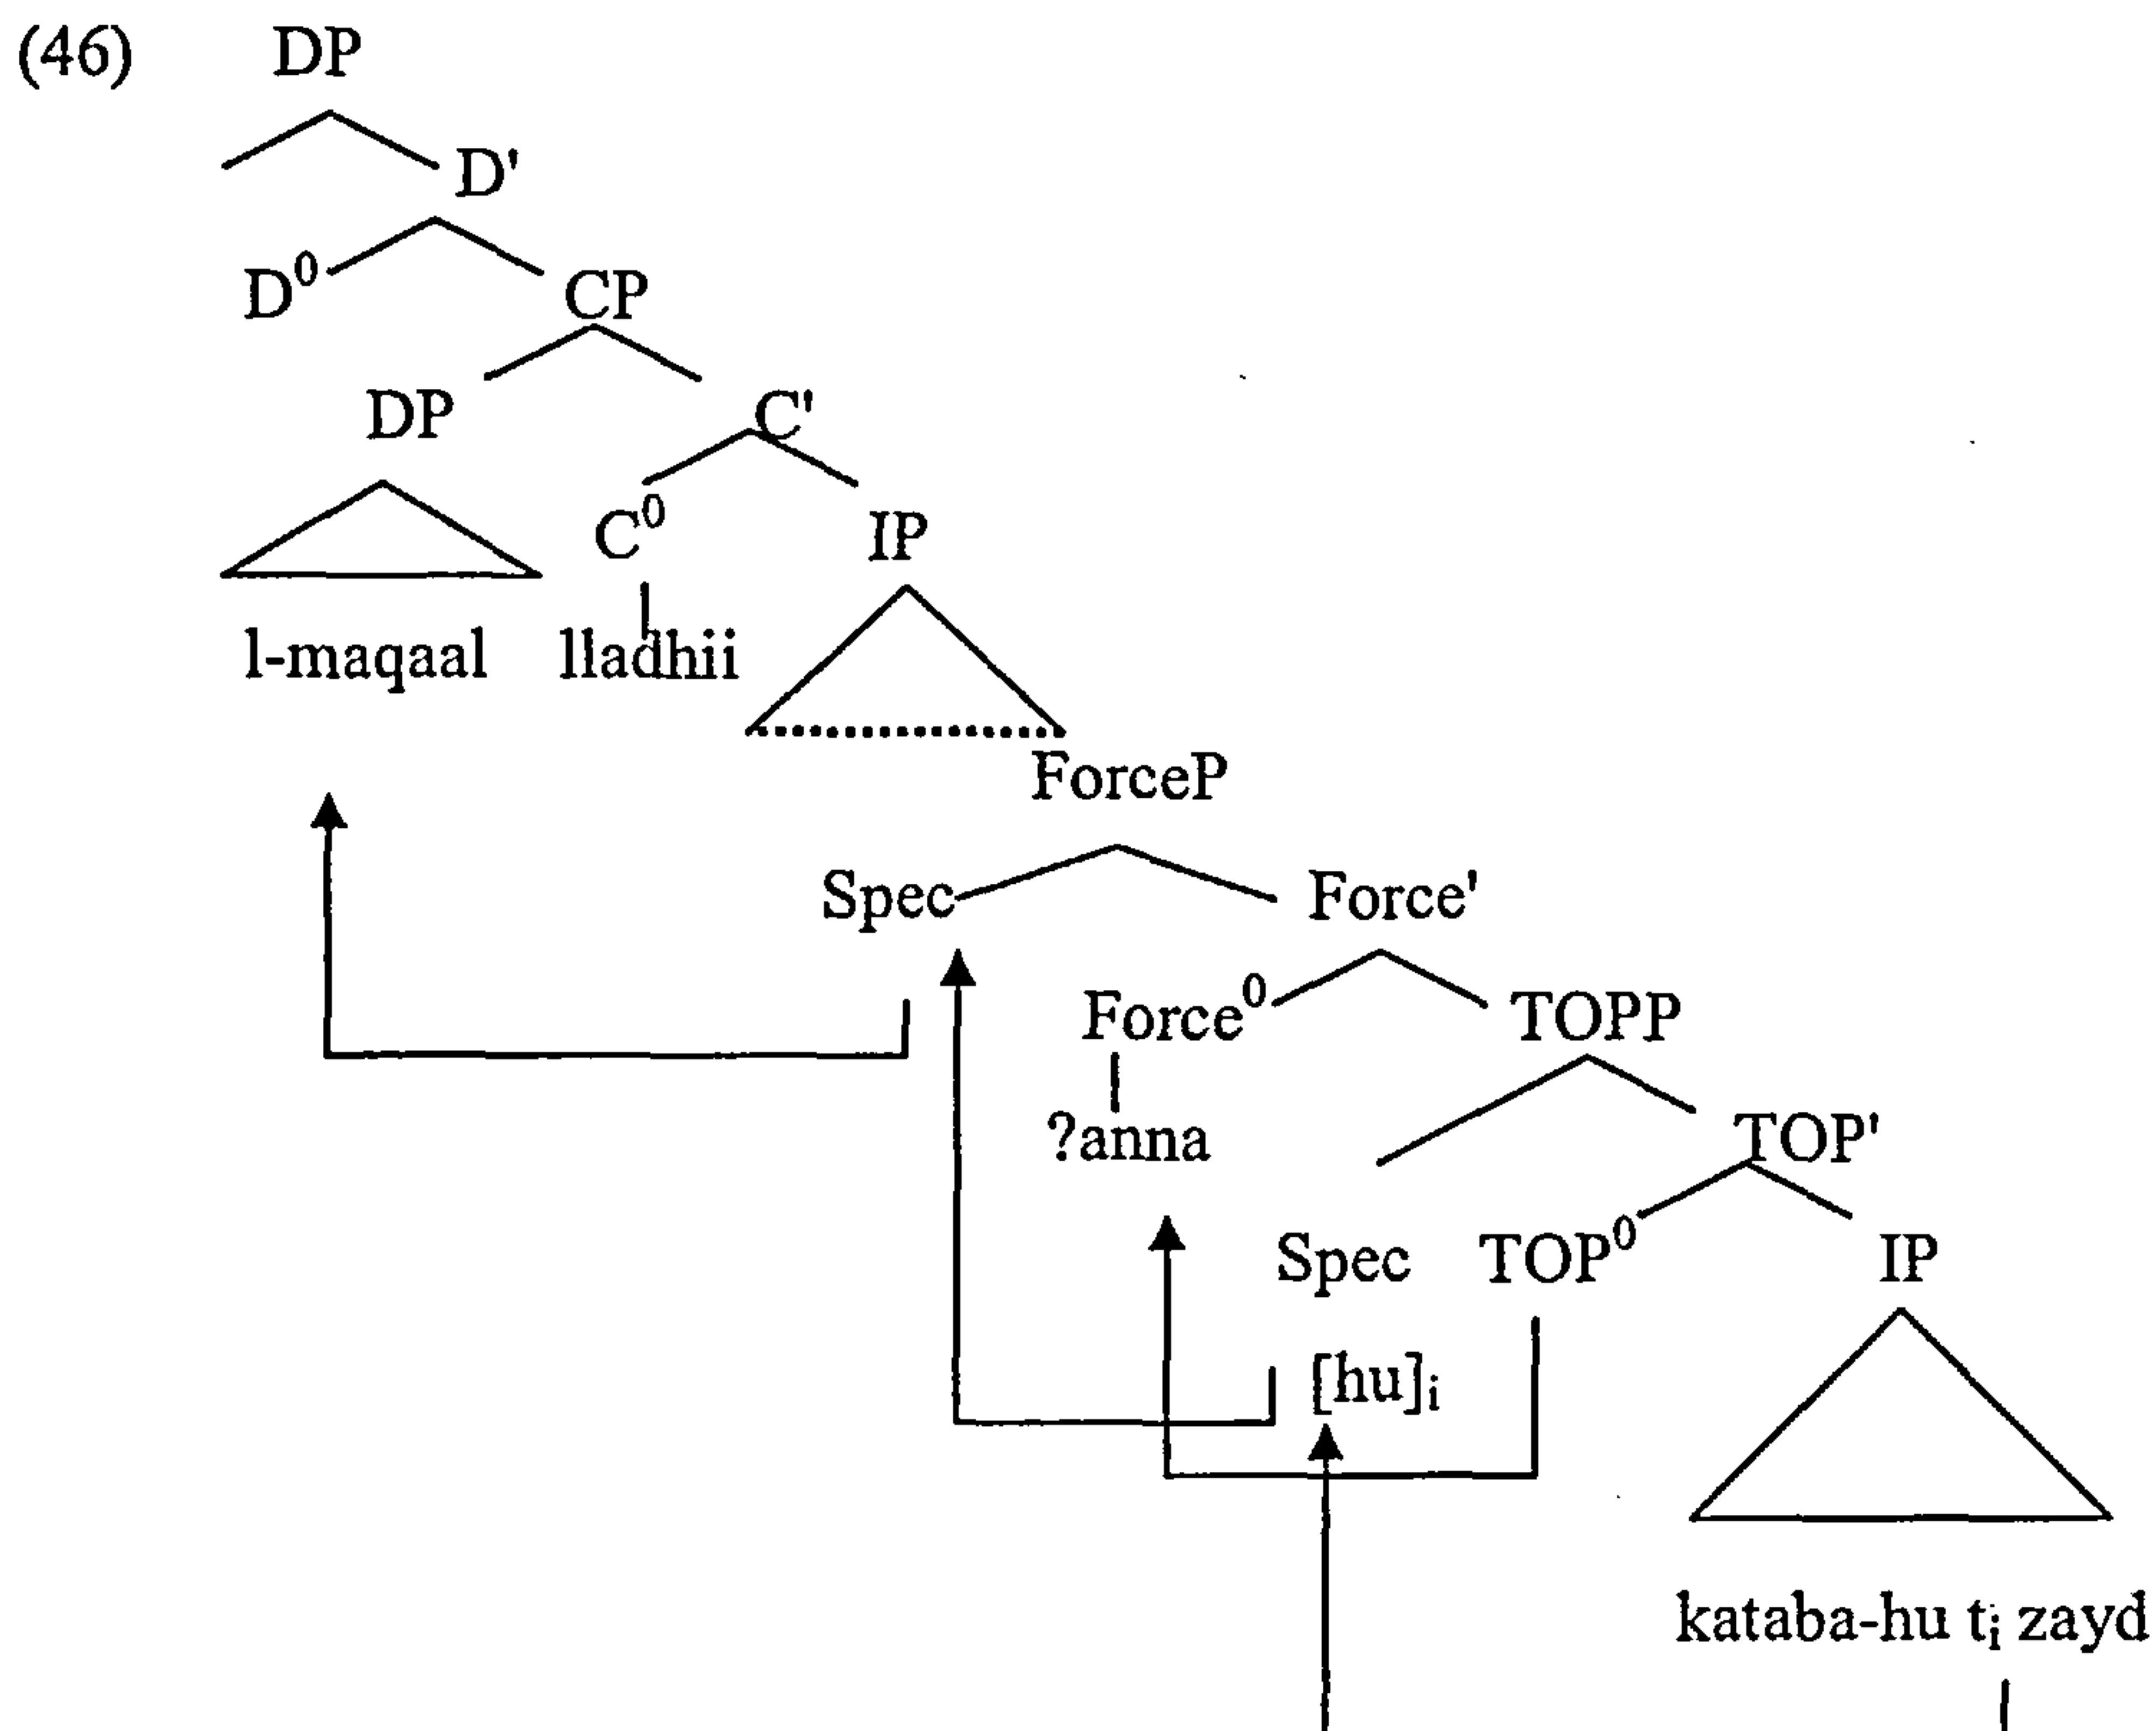 (46) DP
D'
D⁰ CP
DP C'
C⁰ IP
l-maqaal lladhii
ForceP
Spec Force'
Force⁰ TOPP
?anna TOP'
Spec TOP⁰ IP
[hu]i
kataba-hu ti zayd